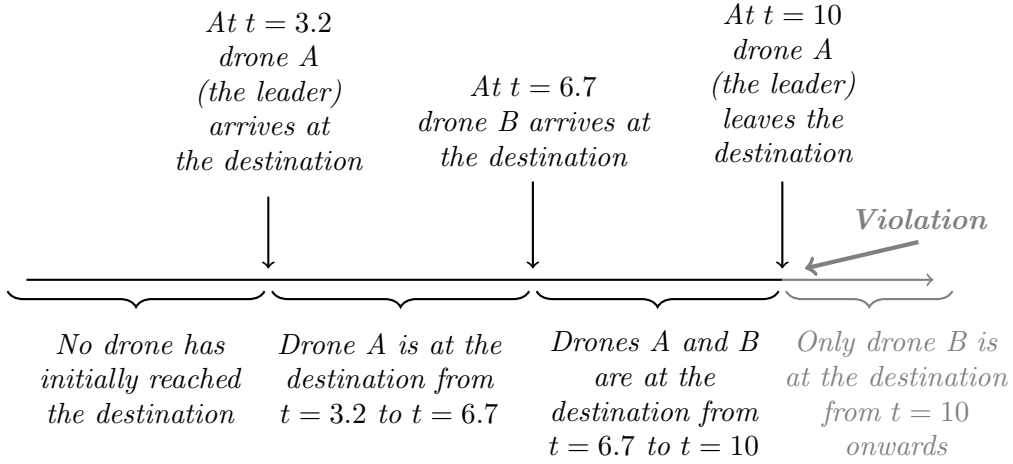 At t = 3.2
drone A
(the leader)
arrives at
the destination
At t = 6.7
drone B arrives at
the destination
At t = 10
drone A
(the leader)
leaves the
destination
Violation
No drone has
initially reached
the destination
Drone A is at the
destination from
t = 3.2 to t = 6.7
Drones A and B
are at the
destination from
t = 6.7 to t = 10
Only drone B is
at the destination
from t = 10
onwards